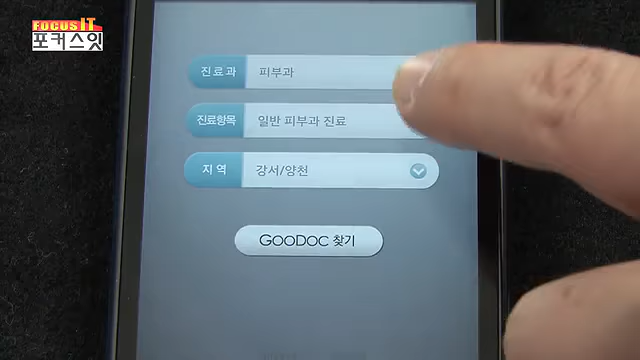 FOCUS IT
포커스잇
진료과 피부과
진료항목 일반 피부과 진료
지역 강서/양천
GOODOC 찾기